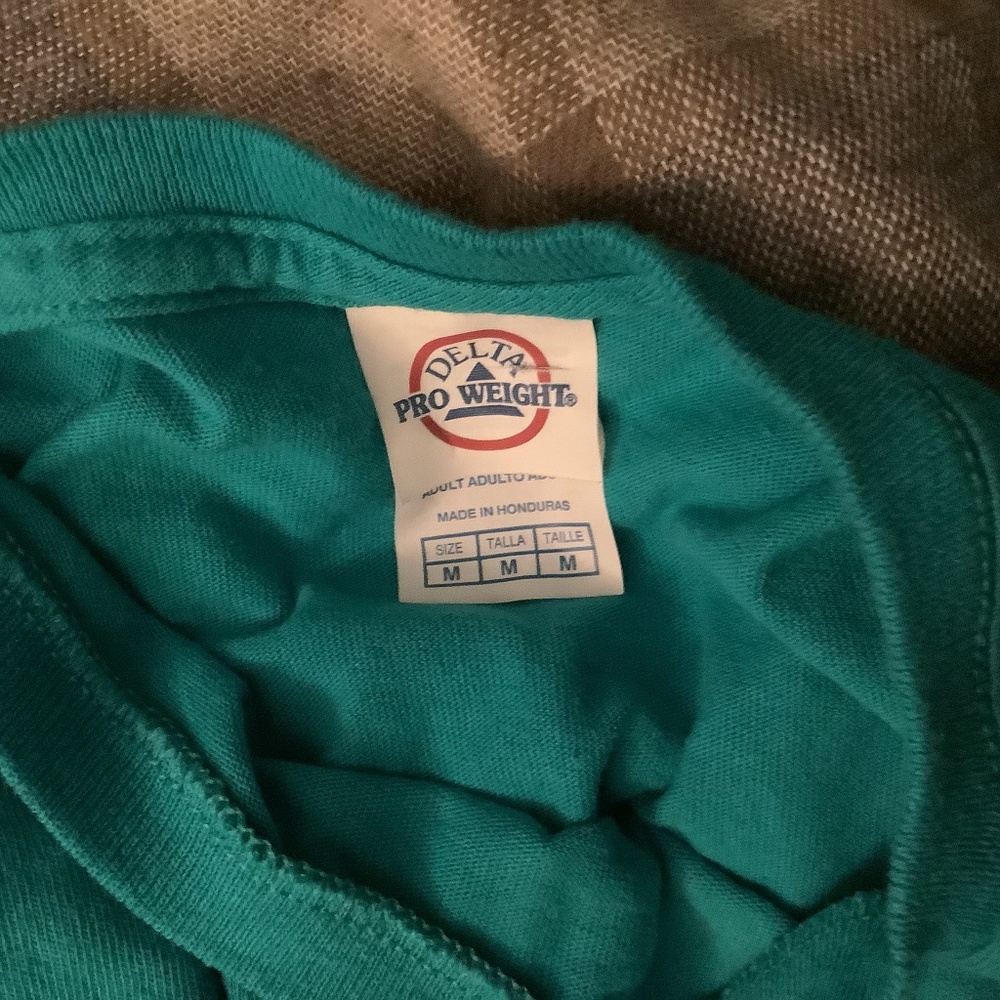 DELTA
PRO WEIGHT®
ADULT ADULTO
MADE IN HONDURAS
SIZE TALLA TAILLE
M M M